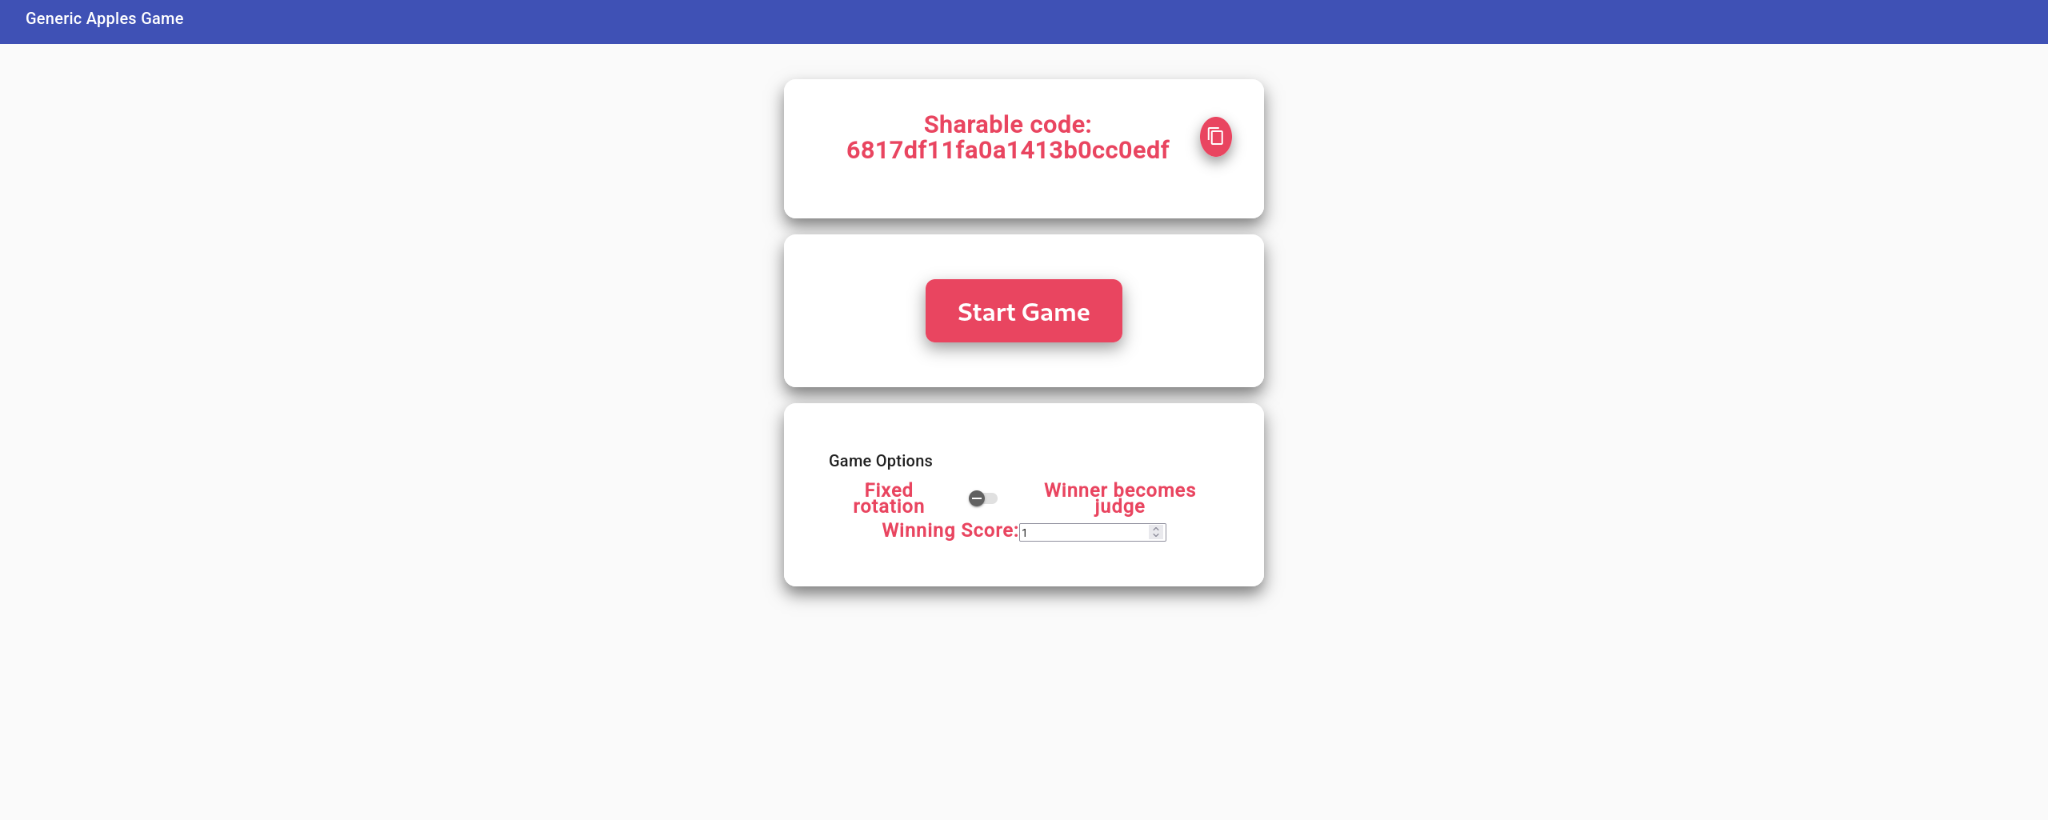 Generic Apples Game
Sharable code:
6817df11fa0a1413b0cc0edf
Start Game
Game Options
Fixed
rotation
Winner becomes
judge
Winning Score: 1